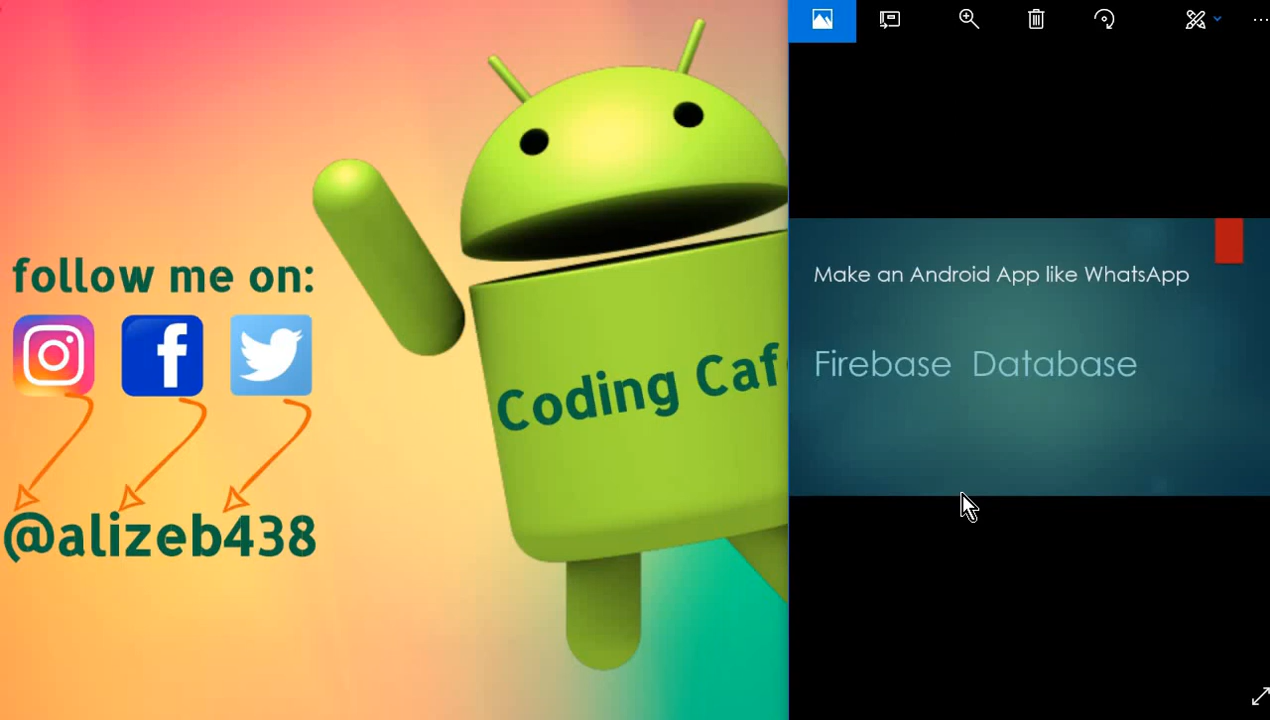 follow me on:
@alizeb438
Coding Caf
Make an Android App like WhatsApp
Firebase Database